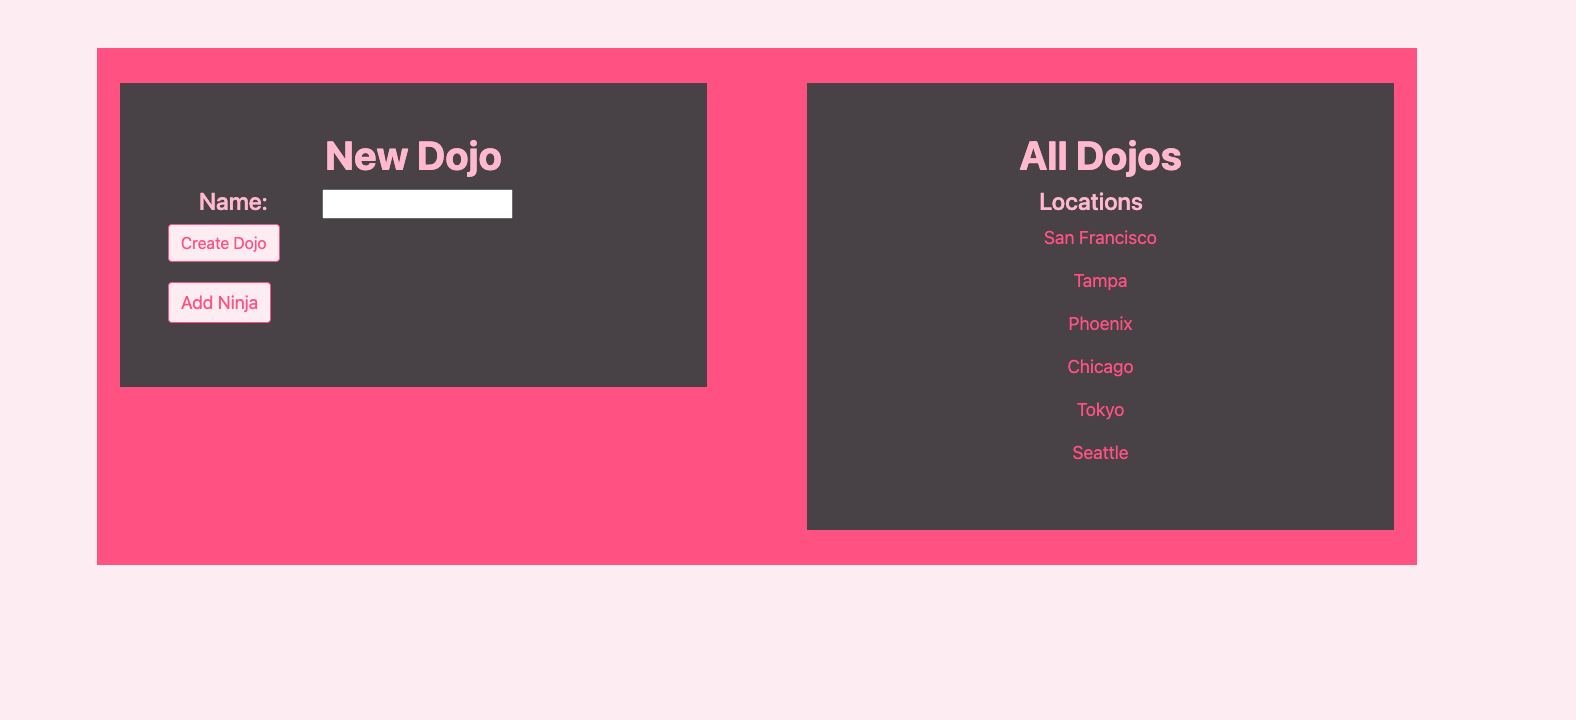 New Dojo
Name:
Create Dojo
Add Ninja
All Dojos
Locations
San Francisco
Tampa
Phoenix
Chicago
Tokyo
Seattle